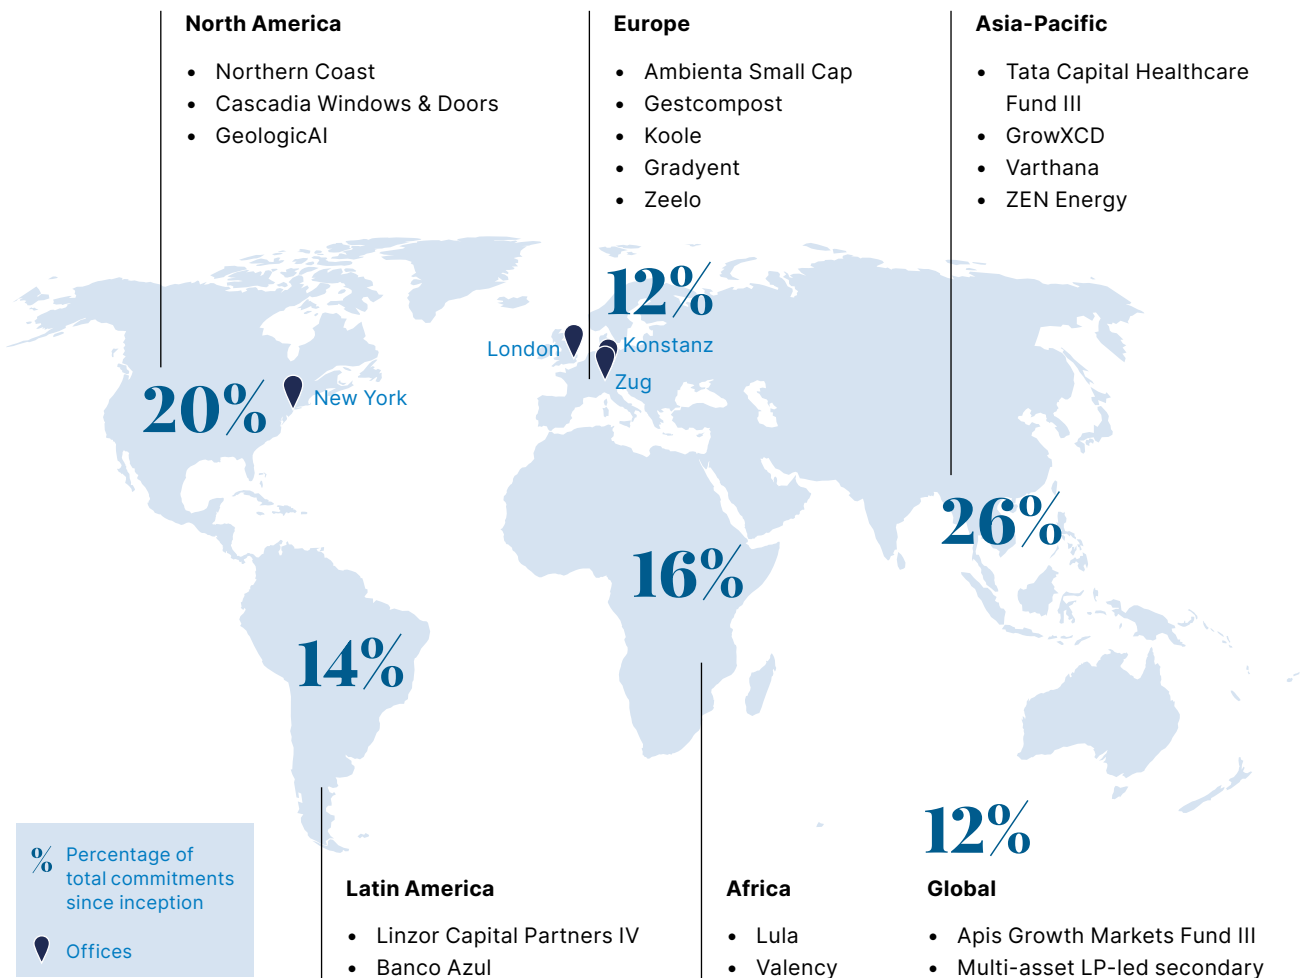 North America
• Northern Coast
• Cascadia Windows & Doors
• GeologicAI
Europe
• Ambienta Small Cap
• Gestcompost
• Koole
• Gradyent
• Zeelo
Asia-Pacific
• Tata Capital Healthcare
Fund III
• GrowXCD
• Varthana
• ZEN Energy
12%
London
Konstanz
Zug
20%
New York
26%
16%
14%
12%
% Percentage of
total commitments
since inception
Offices
Latin America
• Linzor Capital Partners IV
• Banco Azul
Africa
• Lula
• Valency
Global
• Apis Growth Markets Fund III
• Multi-asset LP-led secondary